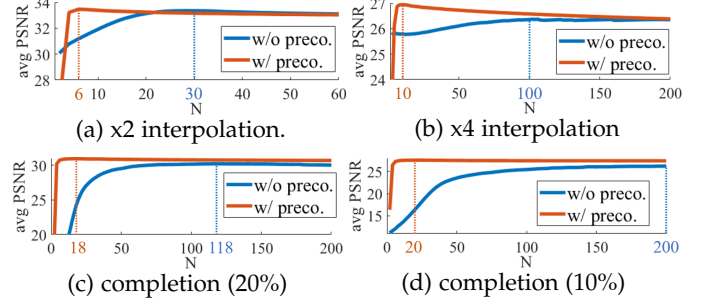 avg PSNR
34
32
30
28
w/o preco.
w/ preco.
6 10 20 30 40 50 60
N
(a) x2 interpolation.
avg PSNR
27
26
25
24
w/o preco.
w/ preco.
10 50 100 150 200
N
(b) x4 interpolation
avg PSNR
30
25
20
w/o preco.
w/ preco.
0 18 50 118 150 200
N
(c) completion (20%)
avg PSNR
25
20
15
w/o preco.
w/ preco.
0 20 50 100 150 200
N
(d) completion (10%)